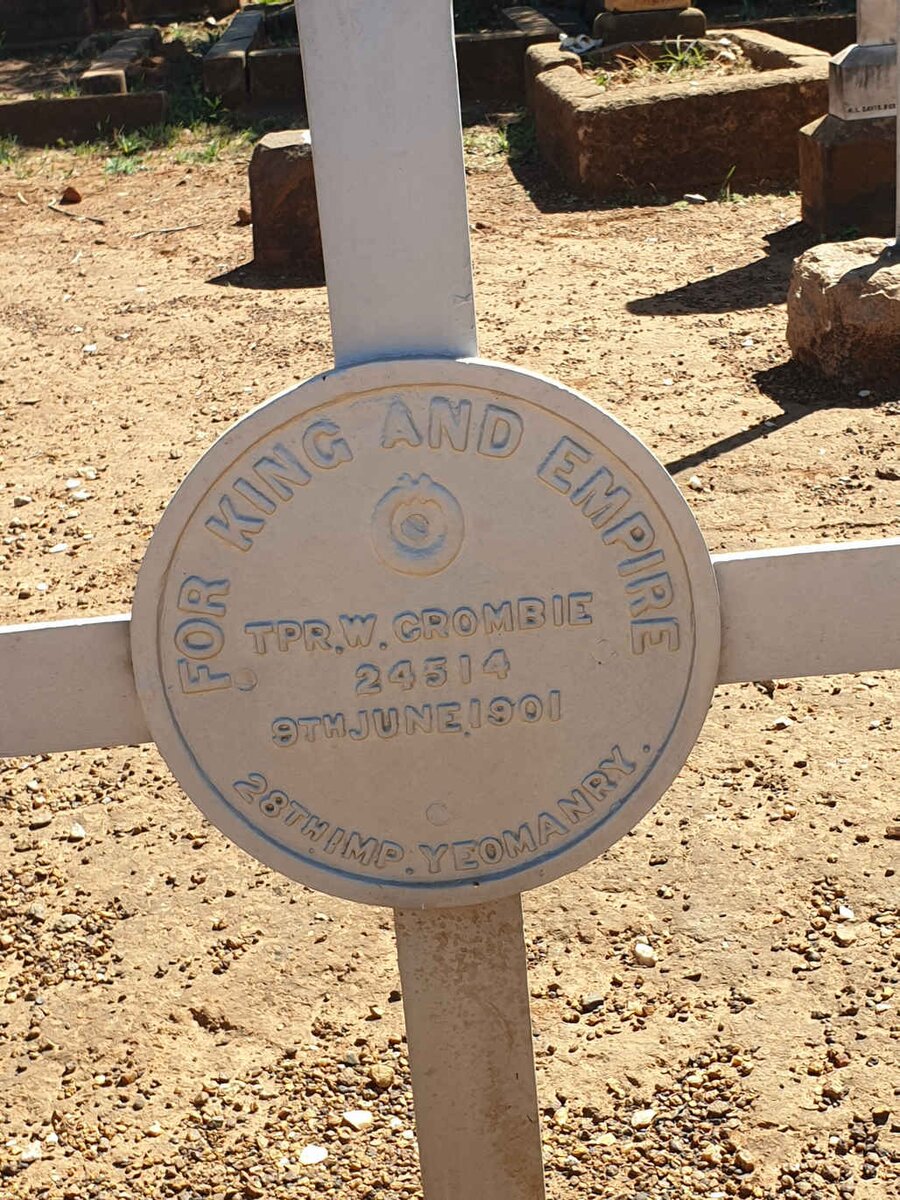 FOR KING AND EMPIRE
TPR. W. CROMBIE
24514
9TH JUNE, 1901
28TH IMP. YEOMANRY.